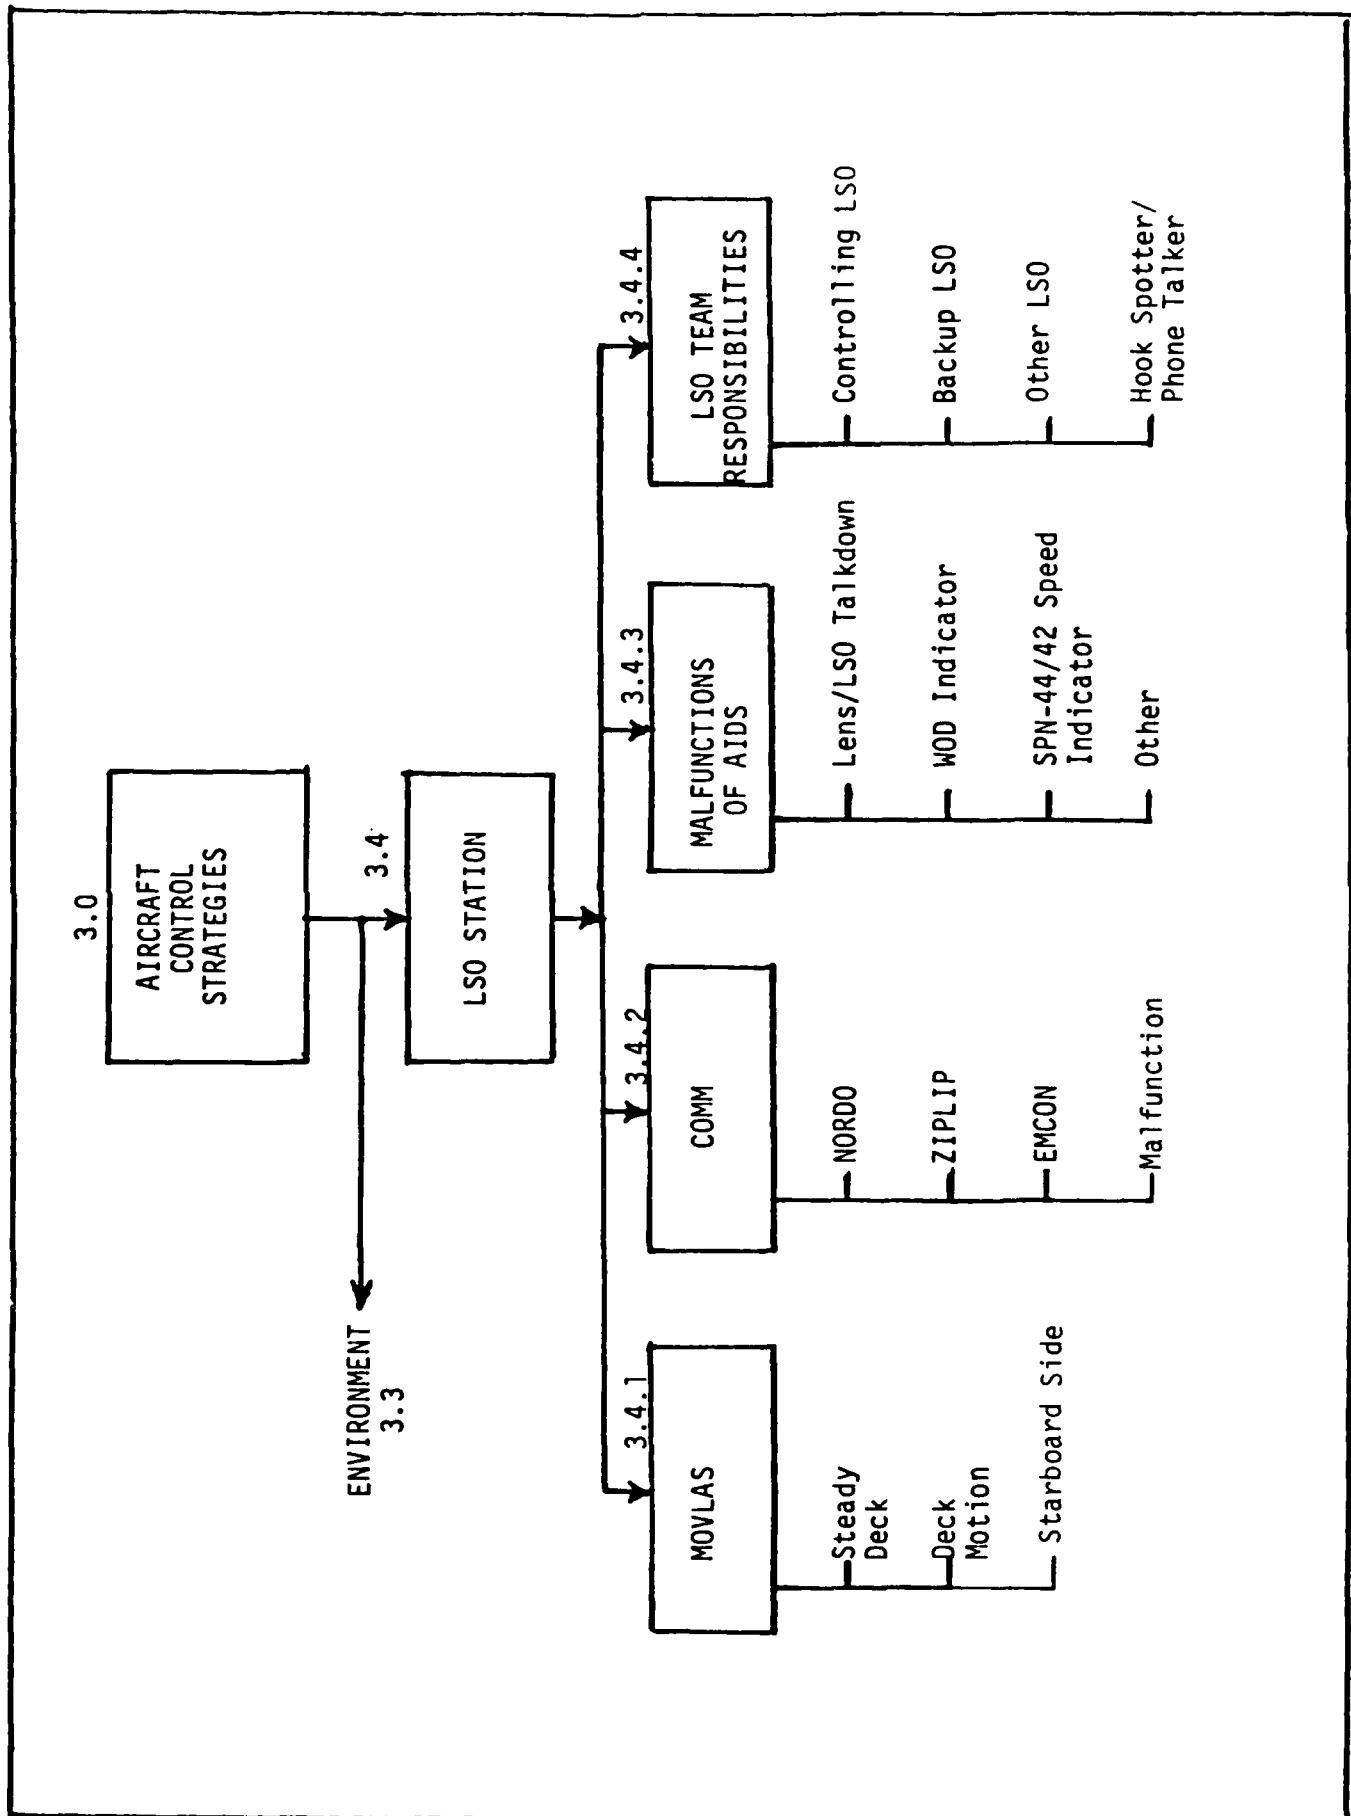 3.0
AIRCRAFT
CONTROL
STRATEGIES
ENVIRONMENT
3.3
3.4
LSO STATION
3.4.1
MOVLAS
Steady
Deck
Deck
Motion
Starboard Side
3.4.2
COMM
NORDO
ZIPLIP
EMCON
Malfunction
3.4.3
MALFUNCTIONS
OF AIDS
Lens/LSO Talkdown
WOD Indicator
SPN-44/42 Speed
Indicator
Other
3.4.4
LSO TEAM
RESPONSIBILITIES
Controlling LSO
Backup LSO
Other LSO
Hook Spotter/
Phone Talker